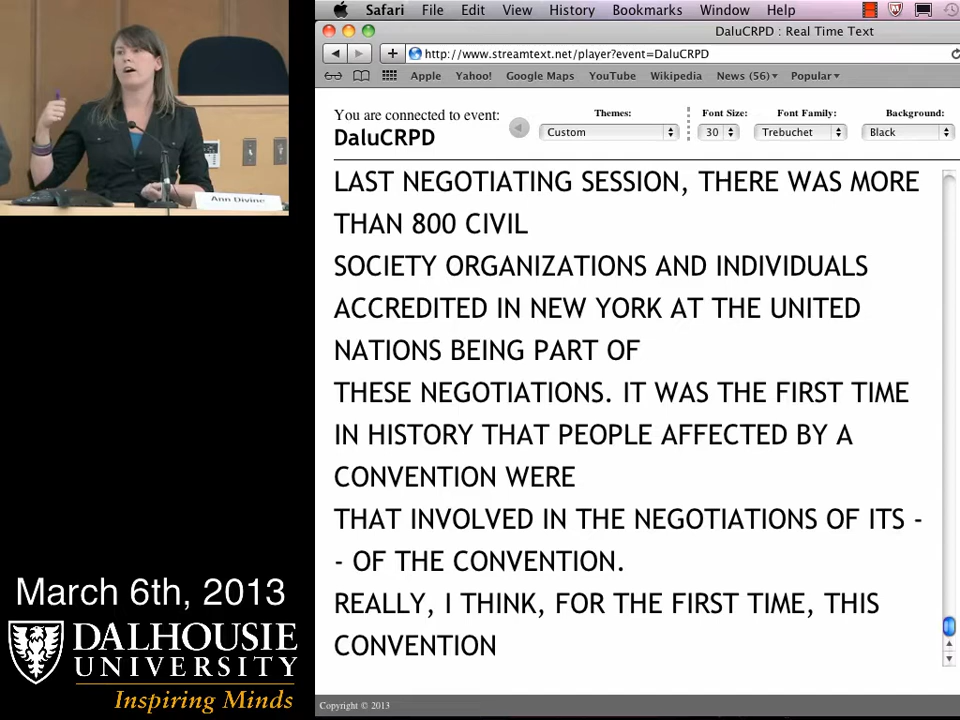 Safari File Edit View History Bookmarks Window Help
DaluCRPD : Real Time Text
http://www.streamtext.net/player?event=DaluCRPD
Apple Yahoo! Google Maps YouTube Wikipedia News (56) Popular
You are connected to event:
DaluCRPD
Themes:
Custom
Font Size:
30
Font Family:
Trebuchet
Background:
Black
LAST NEGOTIATING SESSION, THERE WAS MORE
THAN 800 CIVIL
SOCIETY ORGANIZATIONS AND INDIVIDUALS
ACCREDITED IN NEW YORK AT THE UNITED
NATIONS BEING PART OF
THESE NEGOTIATIONS. IT WAS THE FIRST TIME
IN HISTORY THAT PEOPLE AFFECTED BY A
CONVENTION WERE
THAT INVOLVED IN THE NEGOTIATIONS OF ITS -
- OF THE CONVENTION.
REALLY, I THINK, FOR THE FIRST TIME, THIS
CONVENTION
Copyright © 2013
Ann Divine
March 6th, 2013
DALHOUSIE
UNIVERSITY
Inspiring Minds